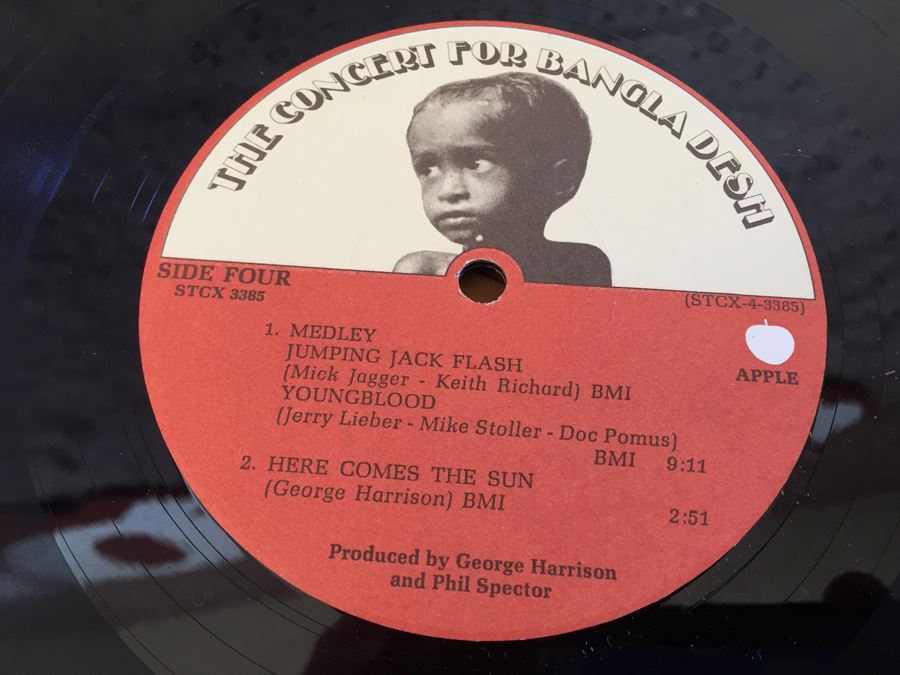 THE CONCERT FOR BANGLA DESH
SIDE FOUR
STCX 3385
(STCX-4-3385)
APPLE
1. MEDLEY
JUMPING JACK FLASH
(Mick Jagger - Keith Richard) BMI
YOUNGBLOOD
(Jerry Lieber - Mike Stoller - Doc Pomus)
BMI 9:11
2. HERE COMES THE SUN
(George Harrison) BMI
2:51
Produced by George Harrison
and Phil Spector